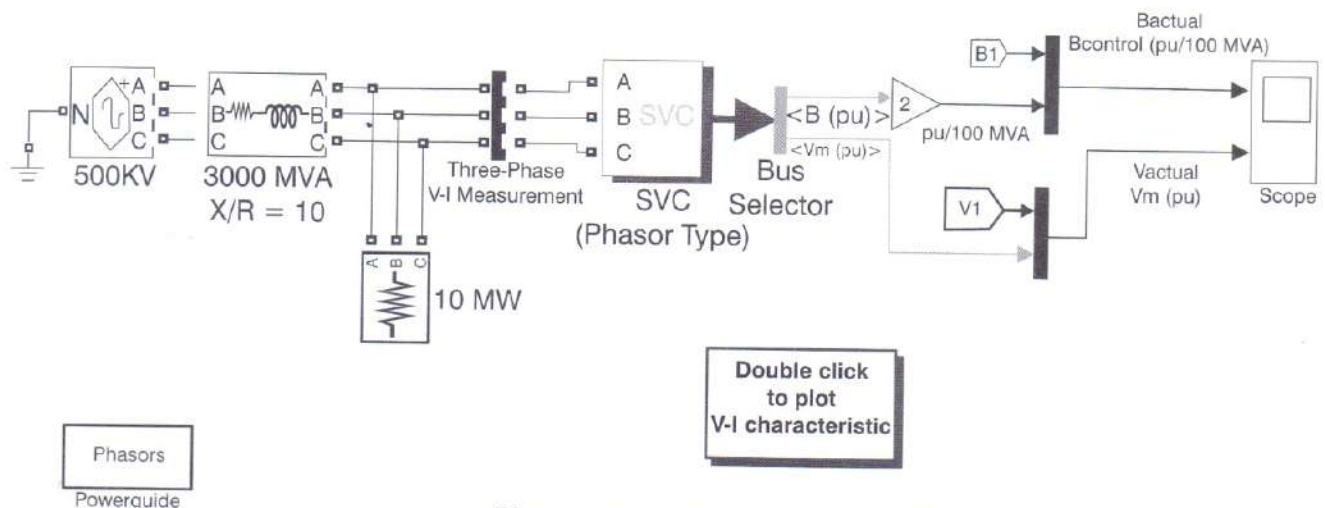 Bactual
Bcontrol (pu/100 MVA)
B1
+
A
B
C
N
500KV
A
B
C
A
B
C
3000 MVA
X/R = 10
Three-Phase
V-I Measurement
A
B
C
SVC
SVC
(Phasor Type)
<B (pu)>
<Vm (pu)>
Bus
Selector
2
pu/100 MVA
V1
Vactual
Vm (pu)
Scope
A
B
C
10 MW
Double click
to plot
V-I characteristic
Phasors
Powerguide